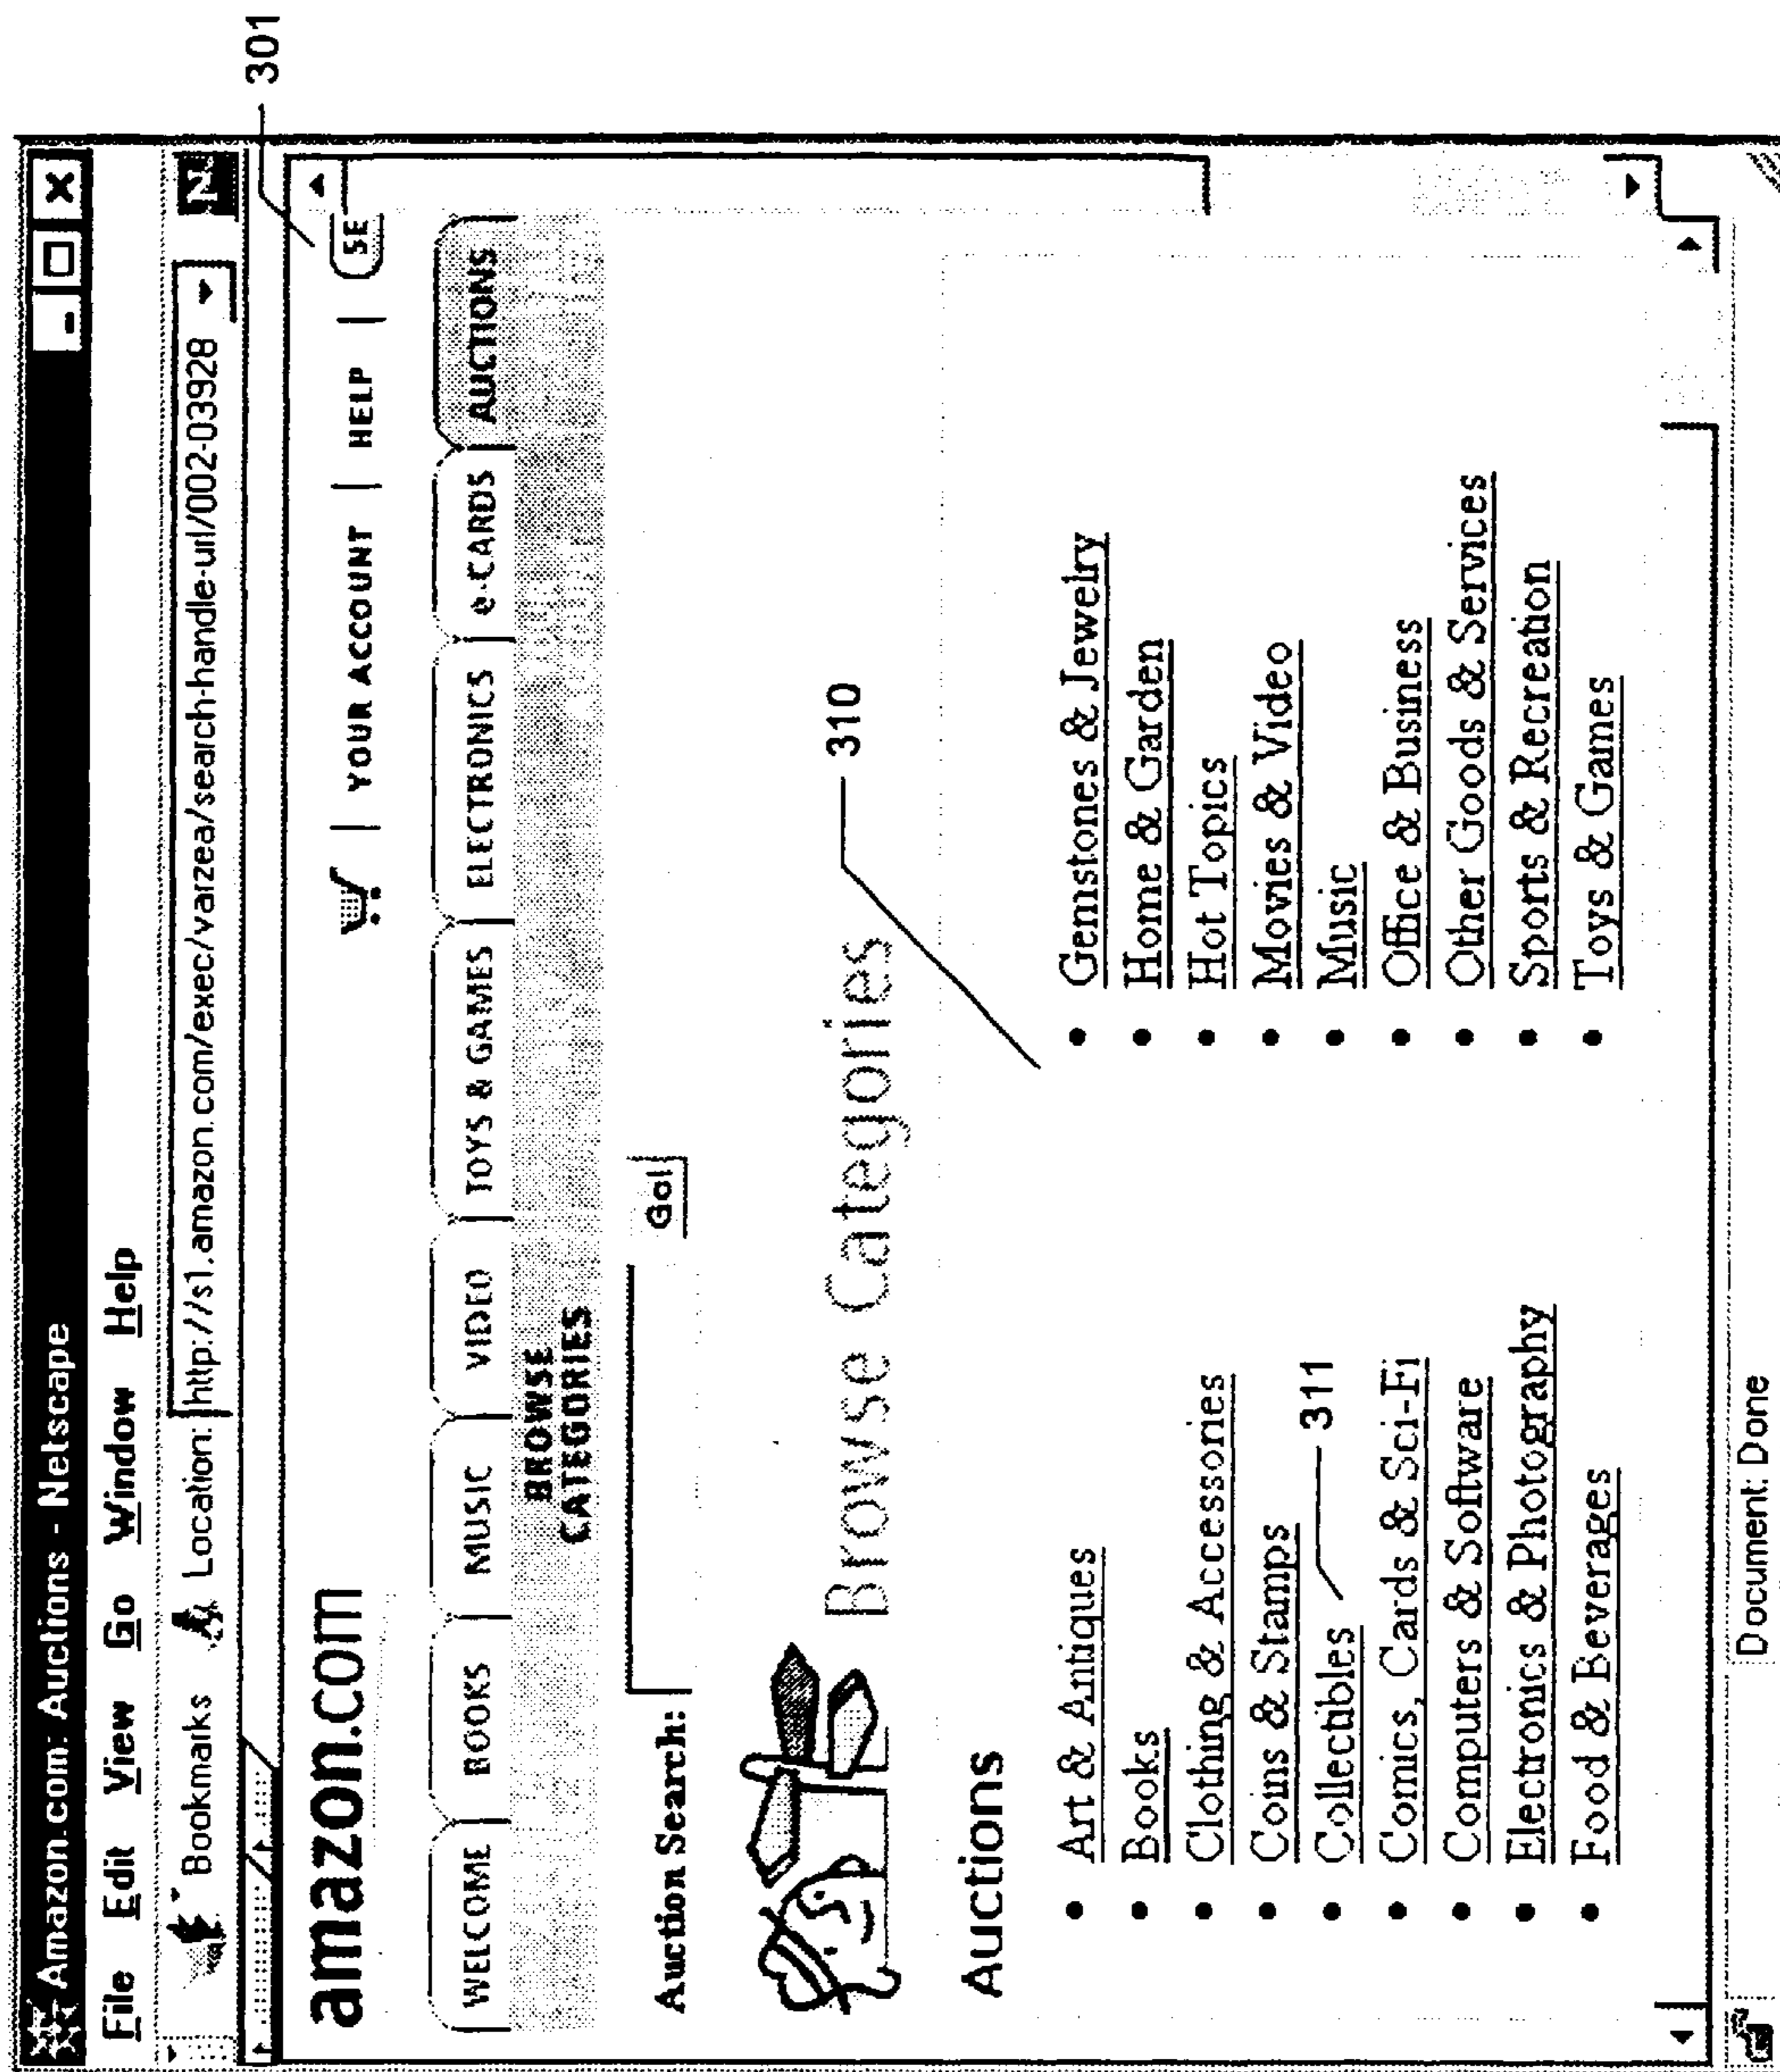 Amazon.com: Auctions - Netscape
File Edit View Go Window Help
Bookmarks Location: http://s1.amazon.com/exec/varzea/search-handle-url/002-03928 N
301
amazon.com
YOUR ACCOUNT | HELP | SE
WELCOME BOOKS MUSIC VIDEO TOYS & GAMES ELECTRONICS e-CARDS AUCTIONS
BROWSE
CATEGORIES
Auction Search: Go!
Browse Categories
310
Auctions
• Art & Antiques
• Books
• Clothing & Accessories
• Coins & Stamps
• Collectibles 311
• Comics, Cards & Sci-Fi
• Computers & Software
• Electronics & Photography
• Food & Beverages
• Gemstones & Jewelry
• Home & Garden
• Hot Topics
• Movies & Video
• Music
• Office & Business
• Other Goods & Services
• Sports & Recreation
• Toys & Games
Document: Done